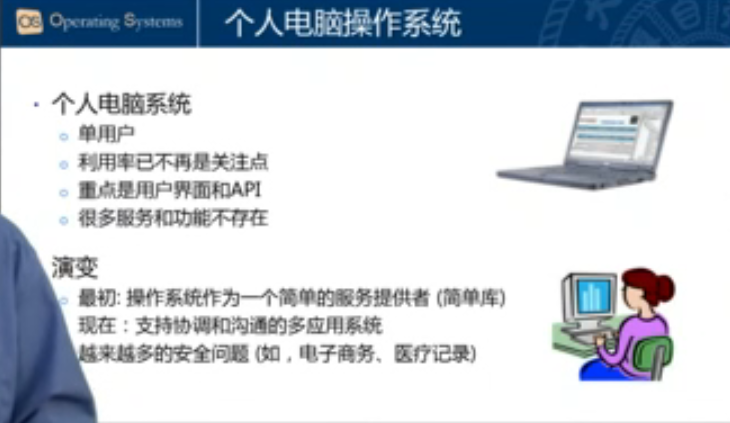 OS Operating Systems
个人电脑操作系统
· 个人电脑系统
单用户
利用率已不再是关注点
重点是用户界面和API
很多服务和功能不存在
演变
最初: 操作系统作为一个简单的服务提供者 (简单库)
现在：支持协调和沟通的多应用系统
越来越多的安全问题 (如，电子商务、医疗记录)